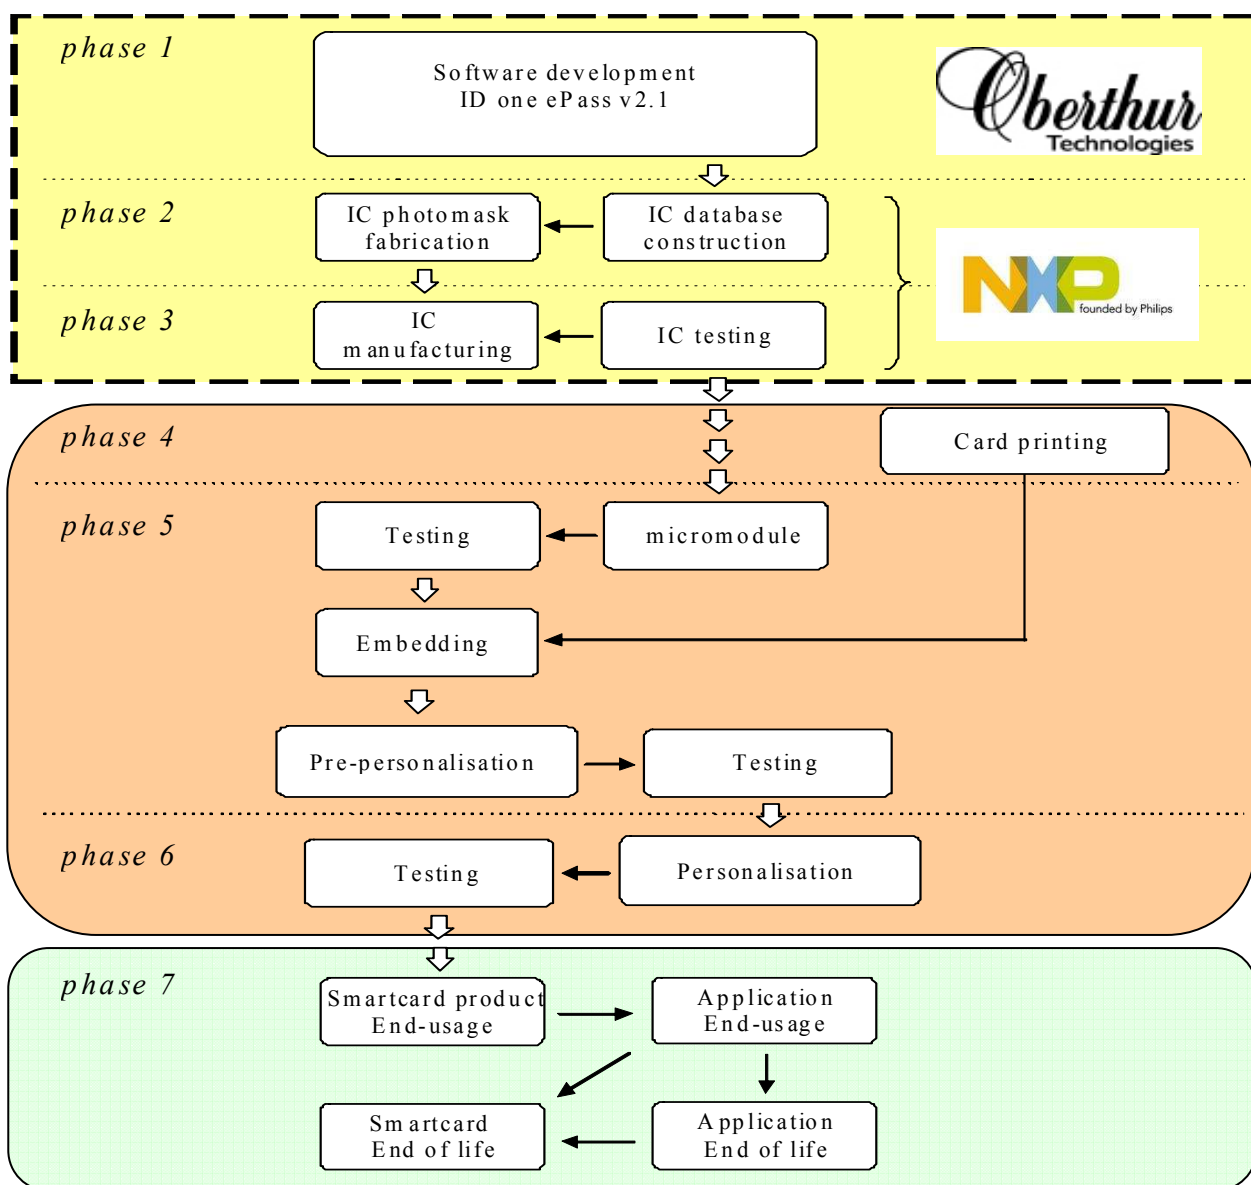 phase 1
Software development
ID one ePass v2.1
Oberthur
Technologies
phase 2
IC photomask
fabrication
IC database
construction
NXP
founded by Philips
phase 3
IC
manufacturing
IC testing
phase 4
Card printing
phase 5
Testing
micromodule
Embedding
Pre-personalisation
Testing
phase 6
Testing
Personalisation
phase 7
Smartcard product
End-usage
Application
End-usage
Smartcard
End of life
Application
End of life